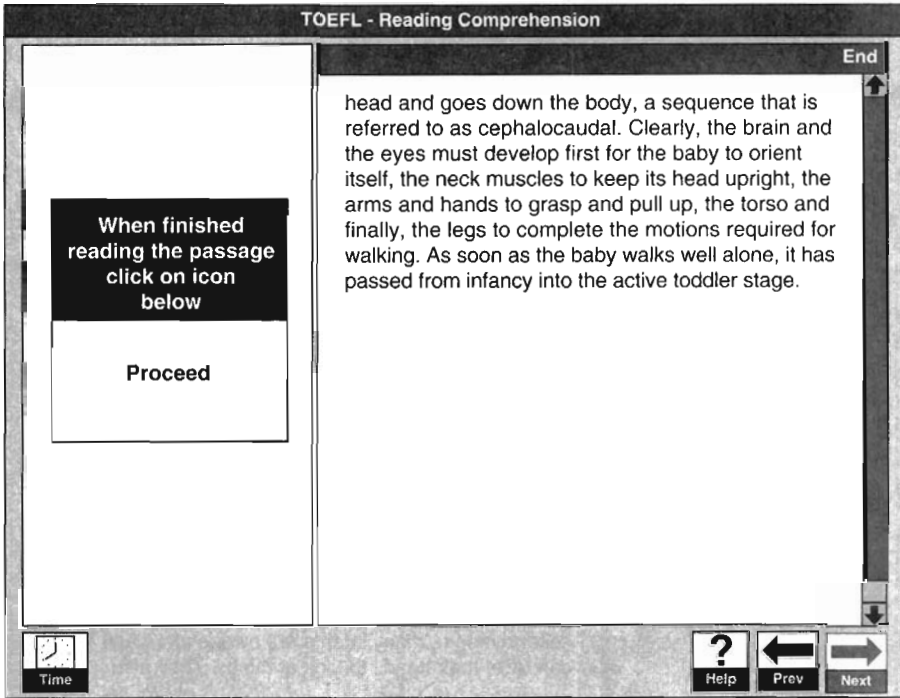 TOEFL - Reading Comprehension
End
When finished
reading the passage
click on icon
below
Proceed
head and goes down the body, a sequence that is
referred to as cephalocaudal. Clearly, the brain and
the eyes must develop first for the baby to orient
itself, the neck muscles to keep its head upright, the
arms and hands to grasp and pull up, the torso and
finally, the legs to complete the motions required for
walking. As soon as the baby walks well alone, it has
passed from infancy into the active toddler stage.
Time
?
Help
Prev
Next